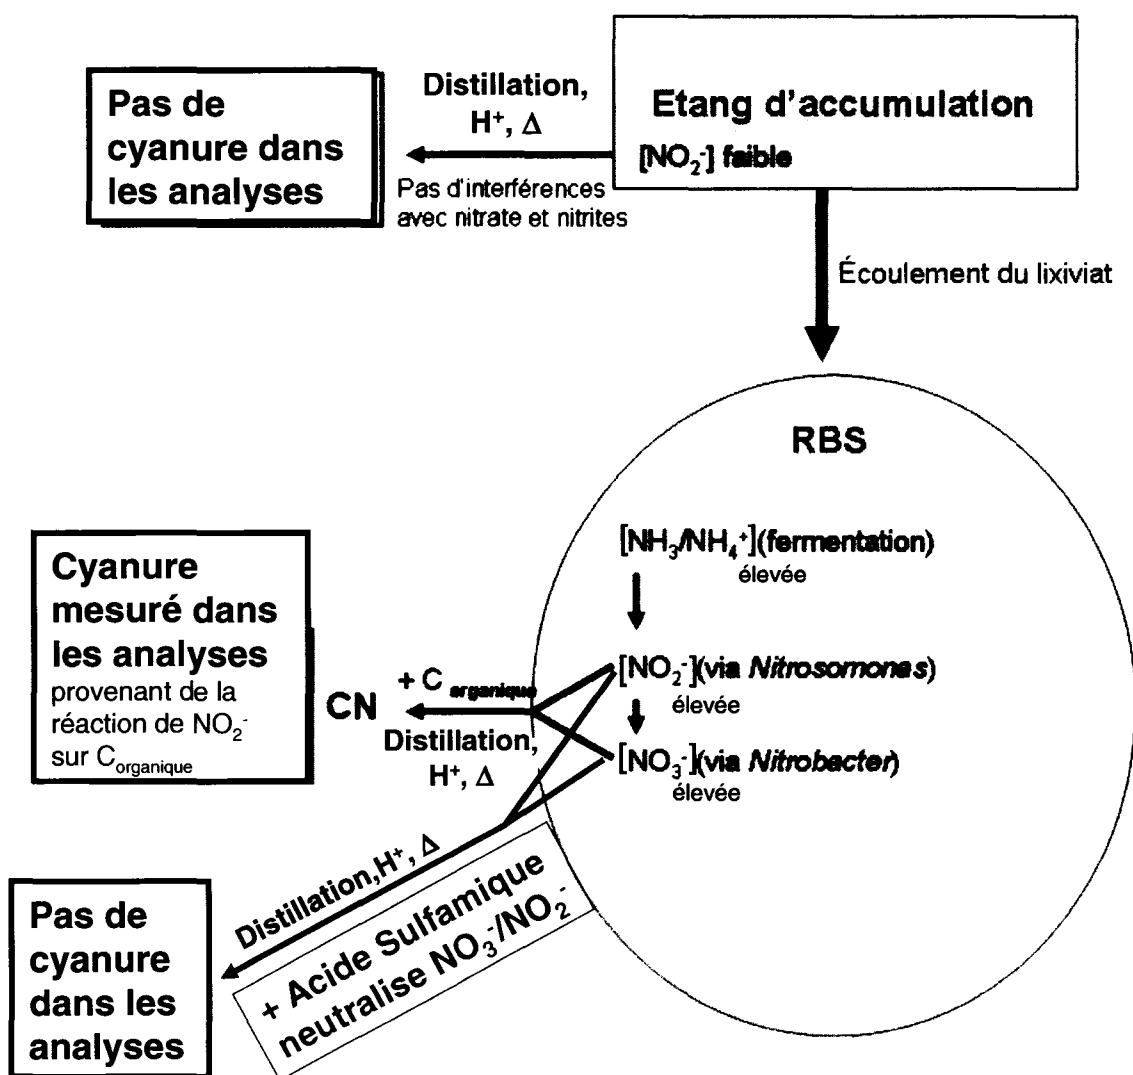 Pas de
cyanure dans
les analyses
Distillation,
H⁺, Δ
Pas d'interférences
avec nitrate et nitrites
Etang d'accumulation
[NO₂⁻] faible
Écoulement du lixiviat
RBS
[NH₃/NH₄⁺](fermentation)
élevée
[NO₂⁻](via Nitrosomonas)
élevée
[NO₃⁻](via Nitrobacter)
élevée
Cyanure
mesuré dans
les analyses
provenant de la
réaction de NO₂⁻
sur C organique
CN
+ C organique
Distillation,
H⁺, Δ
Distillation,H⁺, Δ
+ Acide Sulfamique
neutralise NO₃⁻/NO₂⁻
Pas de
cyanure
dans les
analyses